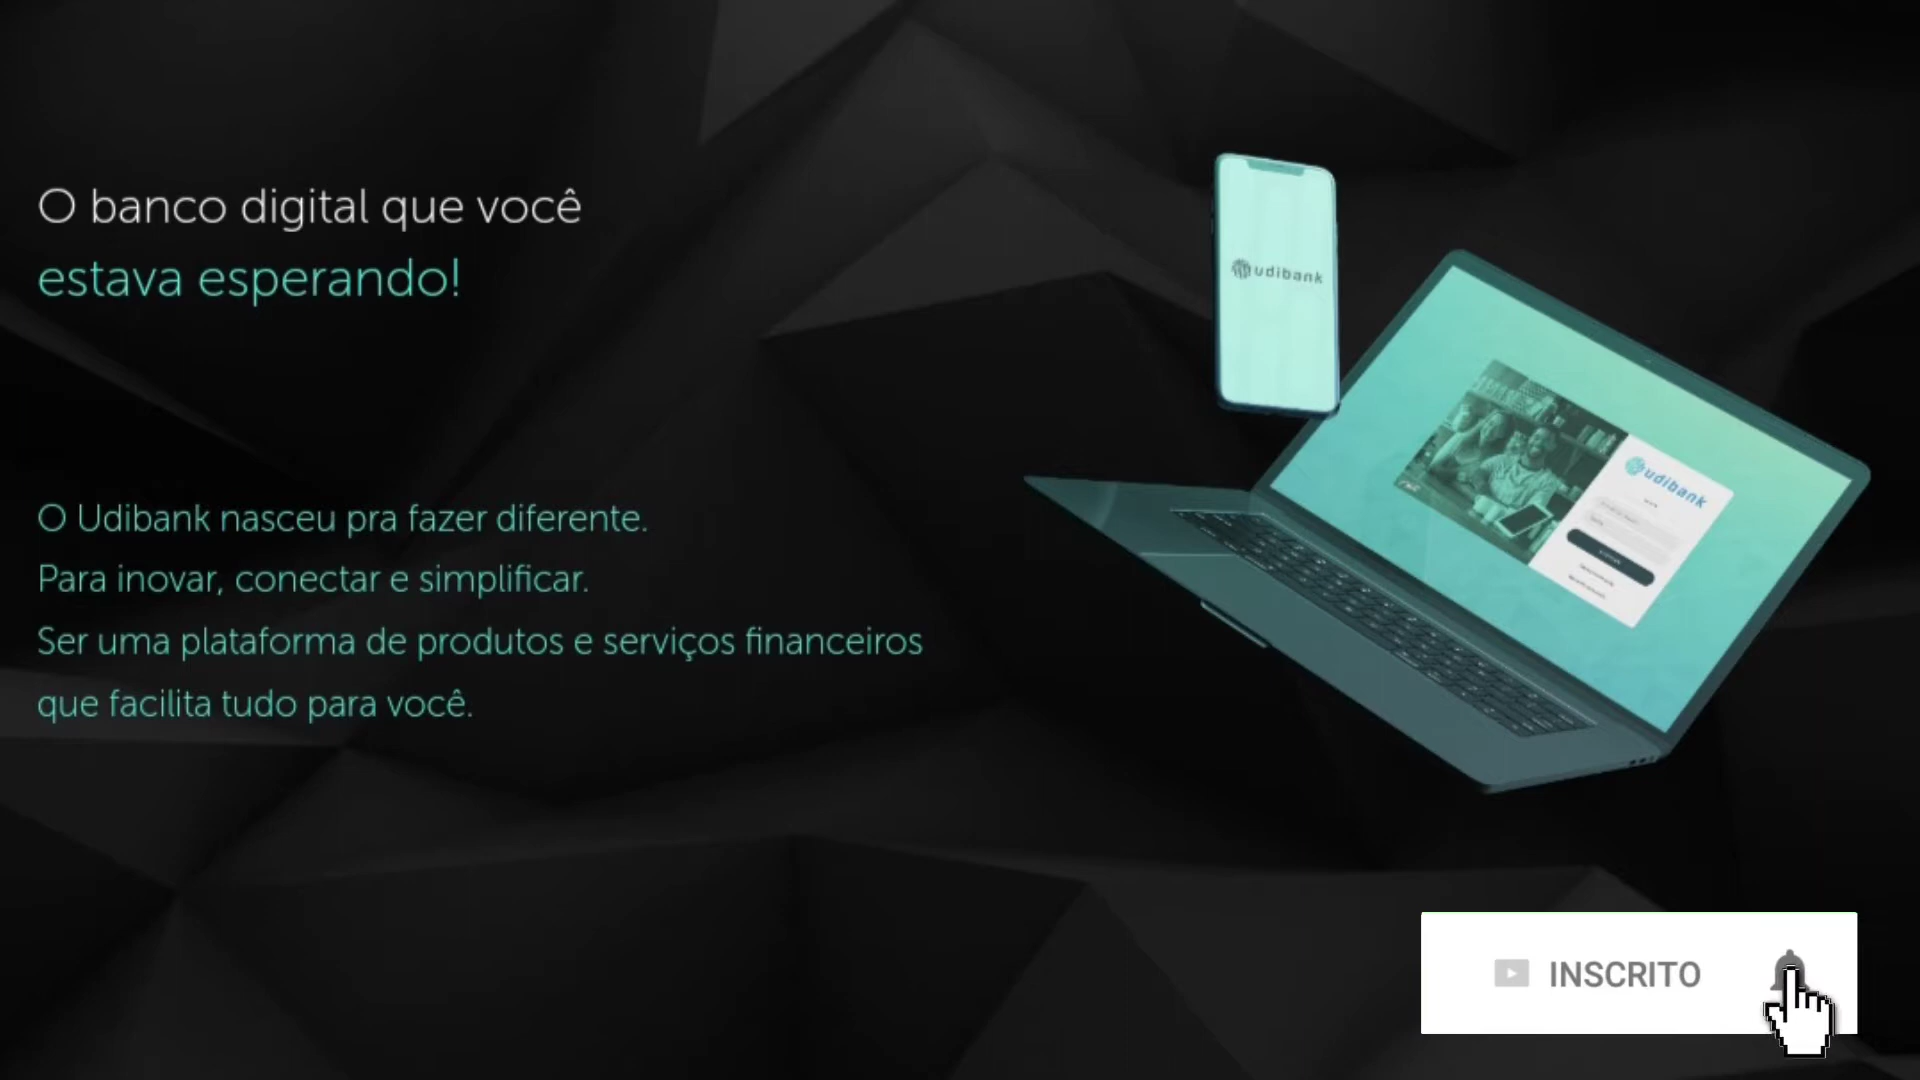 O banco digital que você
estava esperando!
udibank
udibank
O Udibank nasceu pra fazer diferente.
Para inovar, conectar e simplificar.
Ser uma plataforma de produtos e serviços financeiros
que facilita tudo para você.
INSCRITO